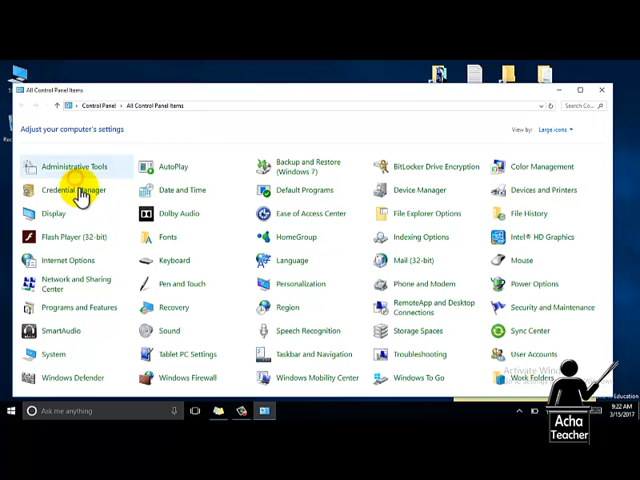 All Control Panel Items
Control Panel › All Control Panel Items
Search Co...
Adjust your computer's settings
View by: Large icons
Administrative Tools
AutoPlay
Backup and Restore
(Windows 7)
BitLocker Drive Encryption
Color Management
Credential Manager
Date and Time
Default Programs
Device Manager
Devices and Printers
Display
Dolby Audio
Ease of Access Center
File Explorer Options
File History
Flash Player (32-bit)
Fonts
HomeGroup
Indexing Options
Intel® HD Graphics
Internet Options
Keyboard
Language
Mail (32-bit)
Mouse
Network and Sharing
Center
Pen and Touch
Personalization
Phone and Modem
Power Options
Programs and Features
Recovery
Region
RemoteApp and Desktop
Connections
Security and Maintenance
SmartAudio
Sound
Speech Recognition
Storage Spaces
Sync Center
System
Tablet PC Settings
Taskbar and Navigation
Troubleshooting
User Accounts
Activate Wind
Windows Defender
Windows Firewall
Windows Mobility Center
Windows To Go
Work Folders
Education
Ask me anything
9:22 AM
3/15/2017
Acha
Teacher